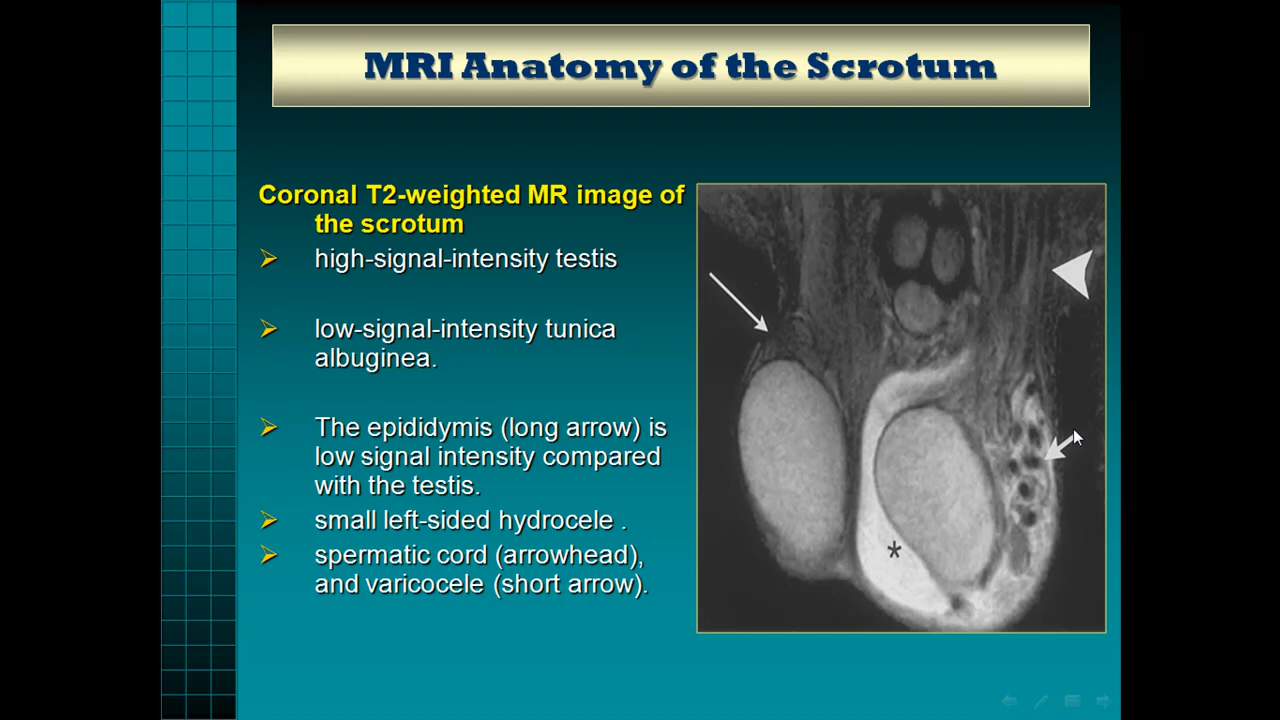 MRI Anatomy of the Scrotum
Coronal T2-weighted MR image of
the scrotum
high-signal-intensity testis
low-signal-intensity tunica
albuginea.
The epididymis (long arrow) is
low signal intensity compared
with the testis.
small left-sided hydrocele .
spermatic cord (arrowhead),
and varicocele (short arrow).
*